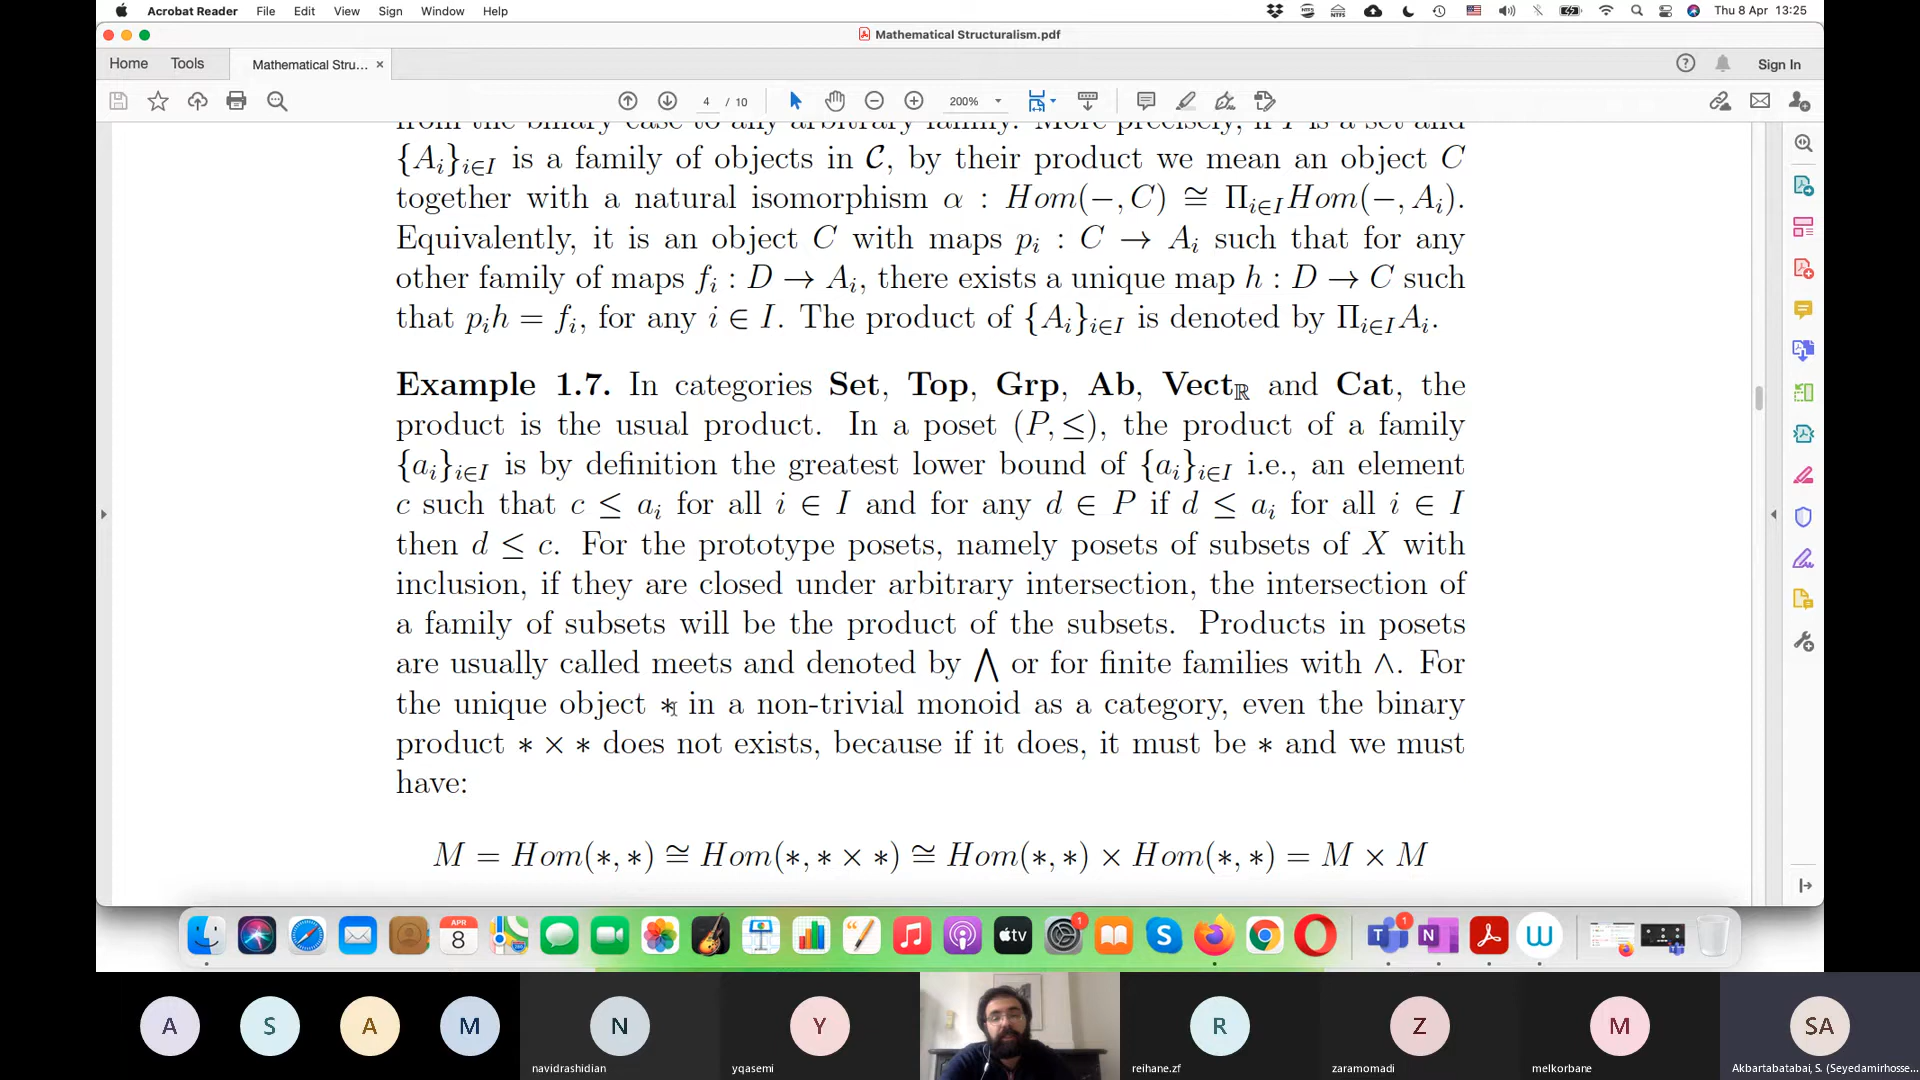 Acrobat Reader File Edit View Sign Window Help
Thu 8 Apr 13:25
Mathematical Structuralism.pdf
Home Tools Mathematical Stru... × Sign In
4 / 10 200%
{A_i}_{i∈I} is a family of objects in 𝒞, by their product we mean an object C
together with a natural isomorphism α : Hom(−, C) ≅ Π_{i∈I}Hom(−, A_i).
Equivalently, it is an object C with maps p_i : C → A_i such that for any
other family of maps f_i : D → A_i, there exists a unique map h : D → C such
that p_i h = f_i, for any i ∈ I. The product of {A_i}_{i∈I} is denoted by Π_{i∈I}A_i.
Example 1.7. In categories Set, Top, Grp, Ab, Vect_ℝ and Cat, the
product is the usual product. In a poset (P, ≤), the product of a family
{a_i}_{i∈I} is by definition the greatest lower bound of {a_i}_{i∈I} i.e., an element
c such that c ≤ a_i for all i ∈ I and for any d ∈ P if d ≤ a_i for all i ∈ I
then d ≤ c. For the prototype posets, namely posets of subsets of X with
inclusion, if they are closed under arbitrary intersection, the intersection of
a family of subsets will be the product of the subsets. Products in posets
are usually called meets and denoted by ⋀ or for finite families with ∧. For
the unique object ∗ in a non-trivial monoid as a category, even the binary
product ∗ × ∗ does not exists, because if it does, it must be ∗ and we must
have:
M = Hom(∗, ∗) ≅ Hom(∗, ∗ × ∗) ≅ Hom(∗, ∗) × Hom(∗, ∗) = M × M
APR
8
tv
1
1
A S A M N Y R Z M SA
navidrashidian yqasemi reihane.zf zaramomadi melkorbane Akbartabatabai, S. (Seyedamirhosse...